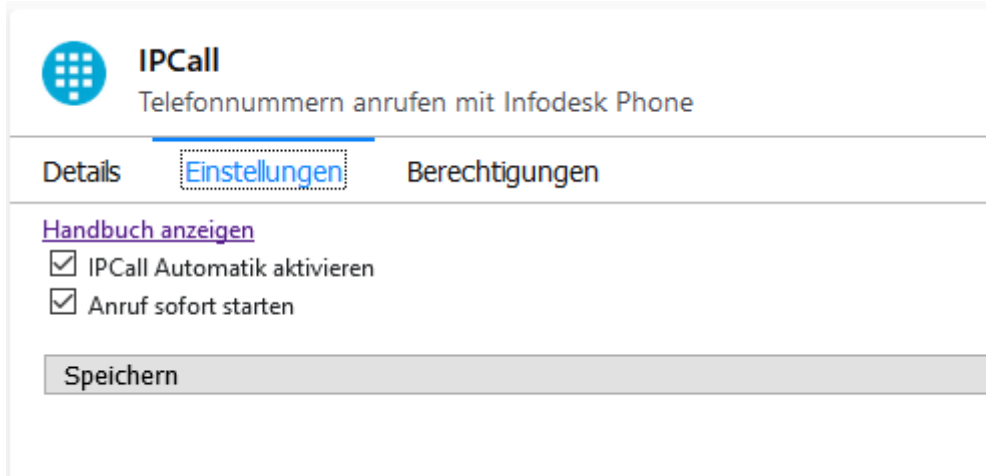 IPCall
Telefonnummern anrufen mit Infodesk Phone
Details Einstellungen Berechtigungen
Handbuch anzeigen
IPCall Automatik aktivieren
Anruf sofort starten
Speichern